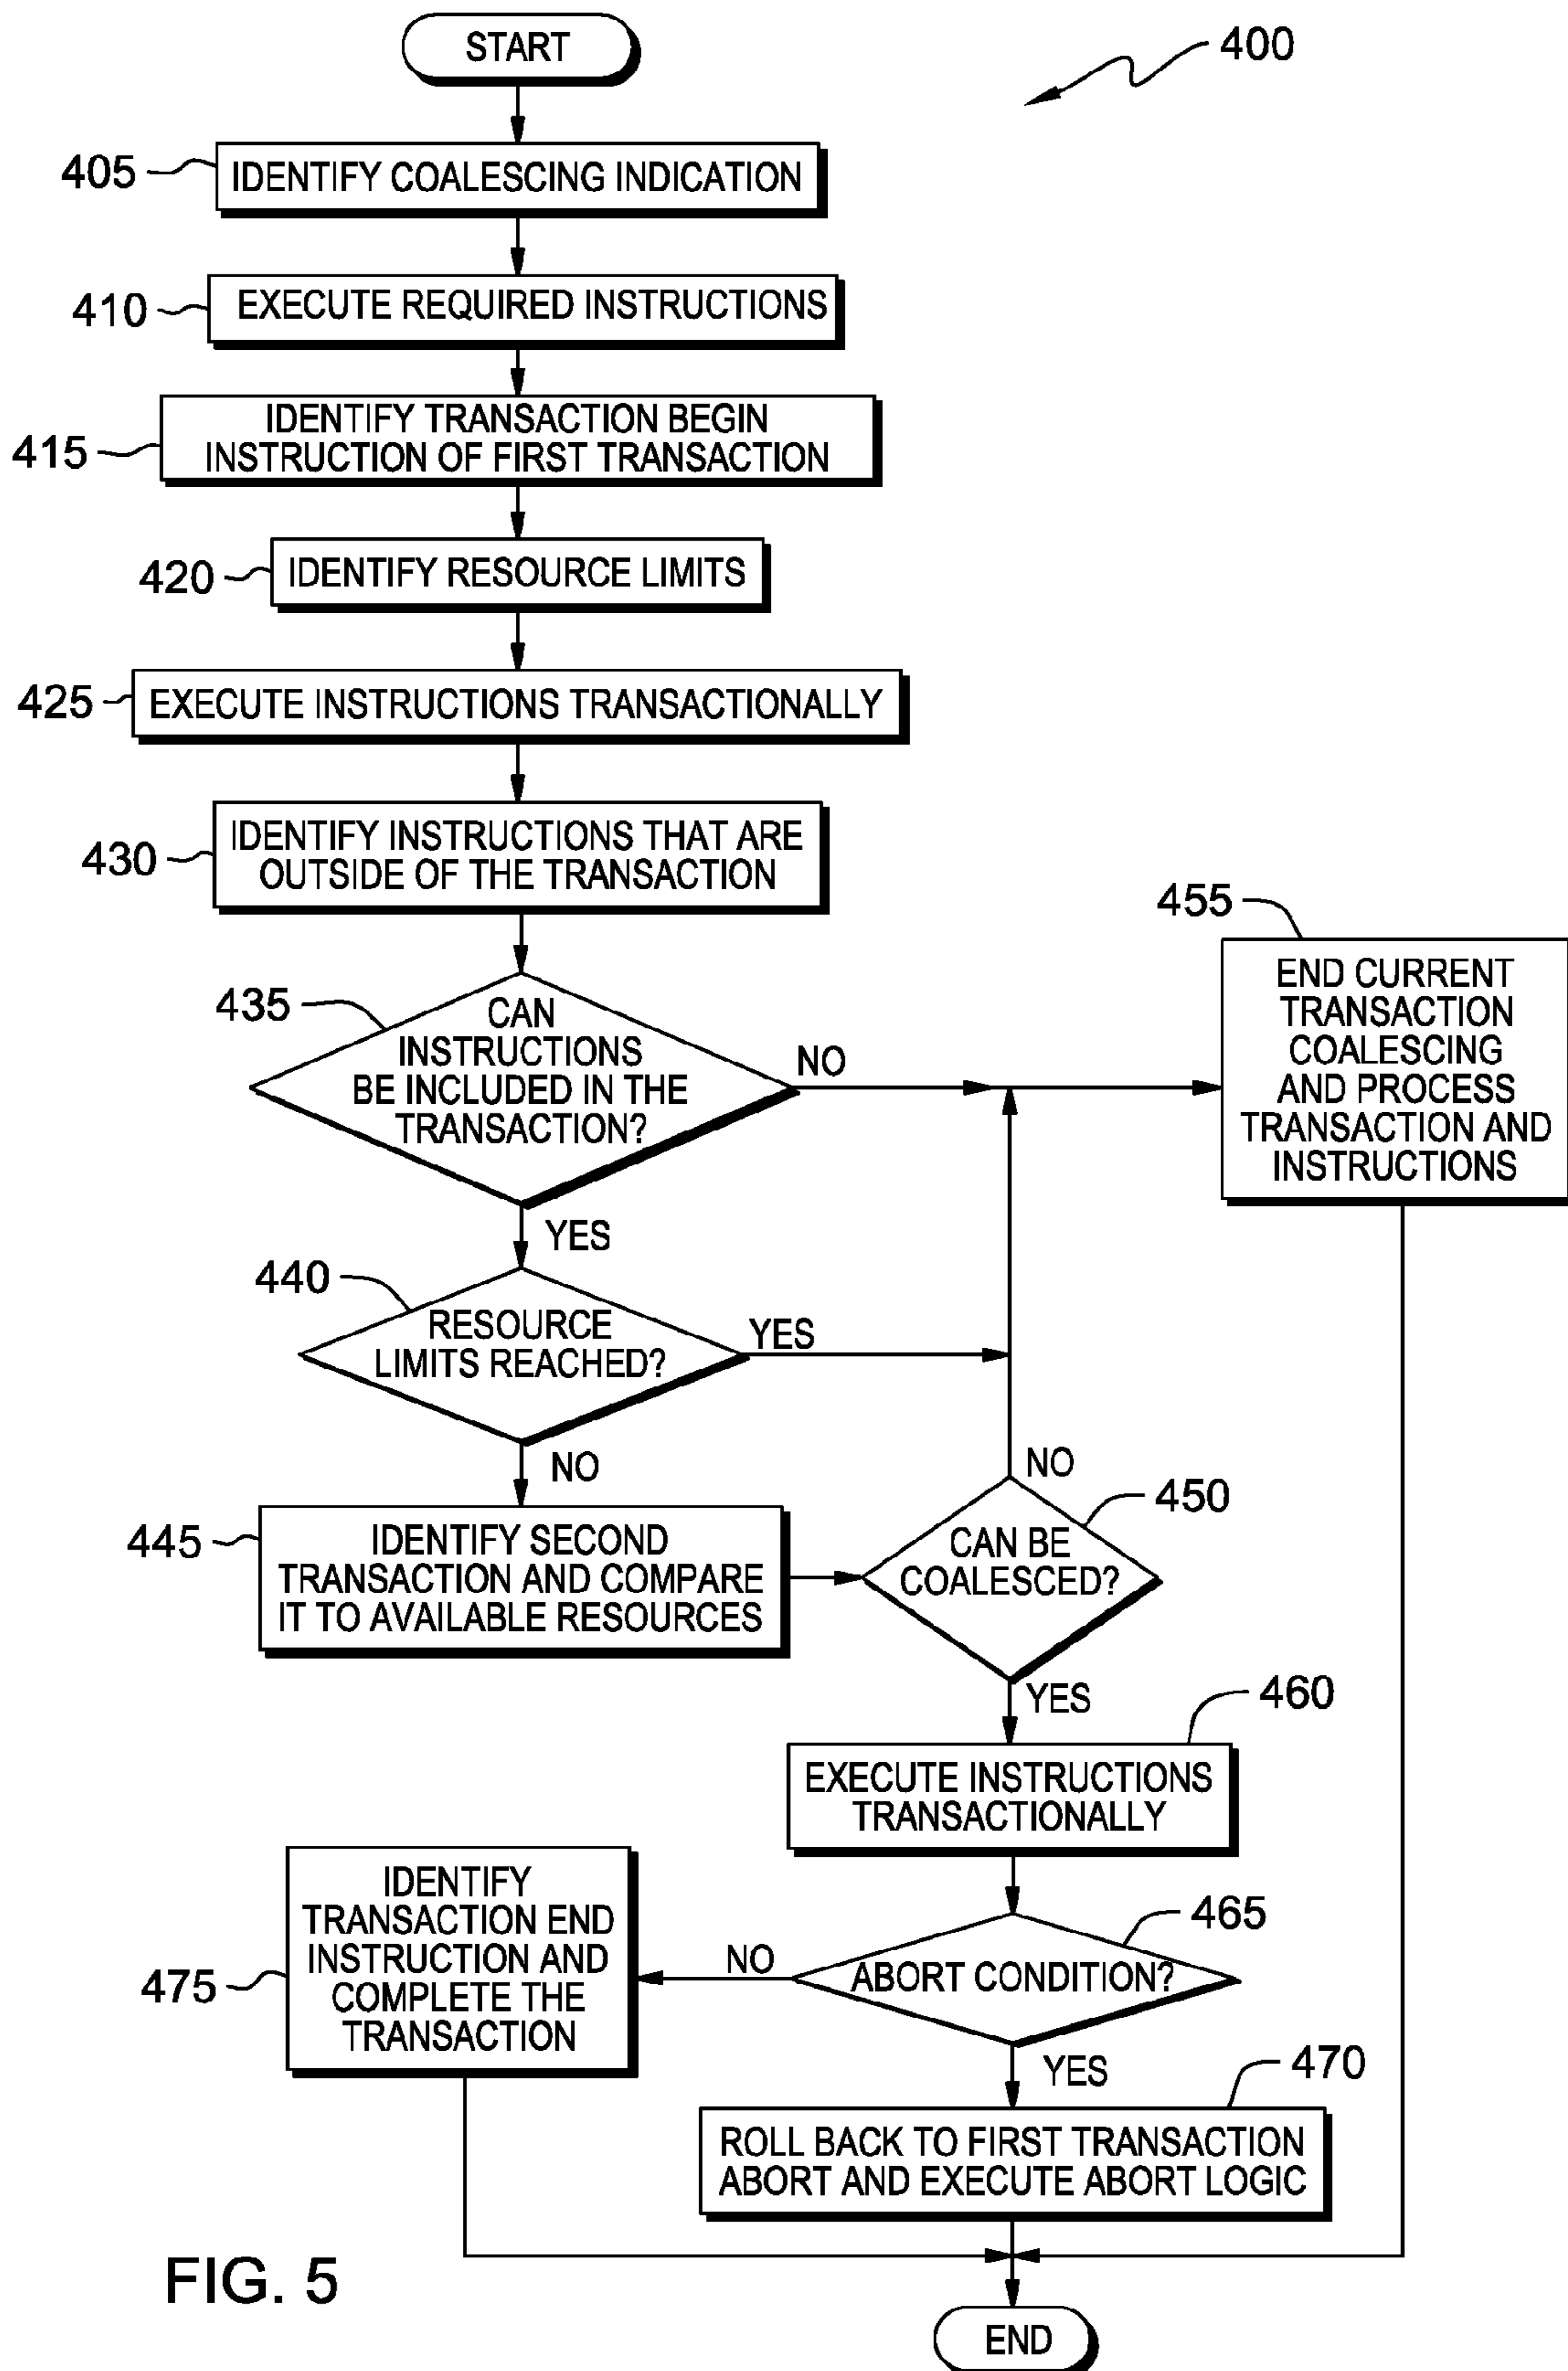 START
400
405
IDENTIFY COALESCING INDICATION
410
EXECUTE REQUIRED INSTRUCTIONS
415
IDENTIFY TRANSACTION BEGIN
INSTRUCTION OF FIRST TRANSACTION
420
IDENTIFY RESOURCE LIMITS
425
EXECUTE INSTRUCTIONS TRANSACTIONALLY
430
IDENTIFY INSTRUCTIONS THAT ARE
OUTSIDE OF THE TRANSACTION
435
CAN
INSTRUCTIONS
BE INCLUDED IN THE
TRANSACTION?
NO
YES
455
END CURRENT
TRANSACTION
COALESCING
AND PROCESS
TRANSACTION AND
INSTRUCTIONS
440
RESOURCE
LIMITS REACHED?
YES
NO
445
IDENTIFY SECOND
TRANSACTION AND COMPARE
IT TO AVAILABLE RESOURCES
NO
450
CAN BE
COALESCED?
YES
460
EXECUTE INSTRUCTIONS
TRANSACTIONALLY
465
ABORT CONDITION?
NO
YES
475
IDENTIFY
TRANSACTION END
INSTRUCTION AND
COMPLETE THE
TRANSACTION
470
ROLL BACK TO FIRST TRANSACTION
ABORT AND EXECUTE ABORT LOGIC
FIG. 5
END